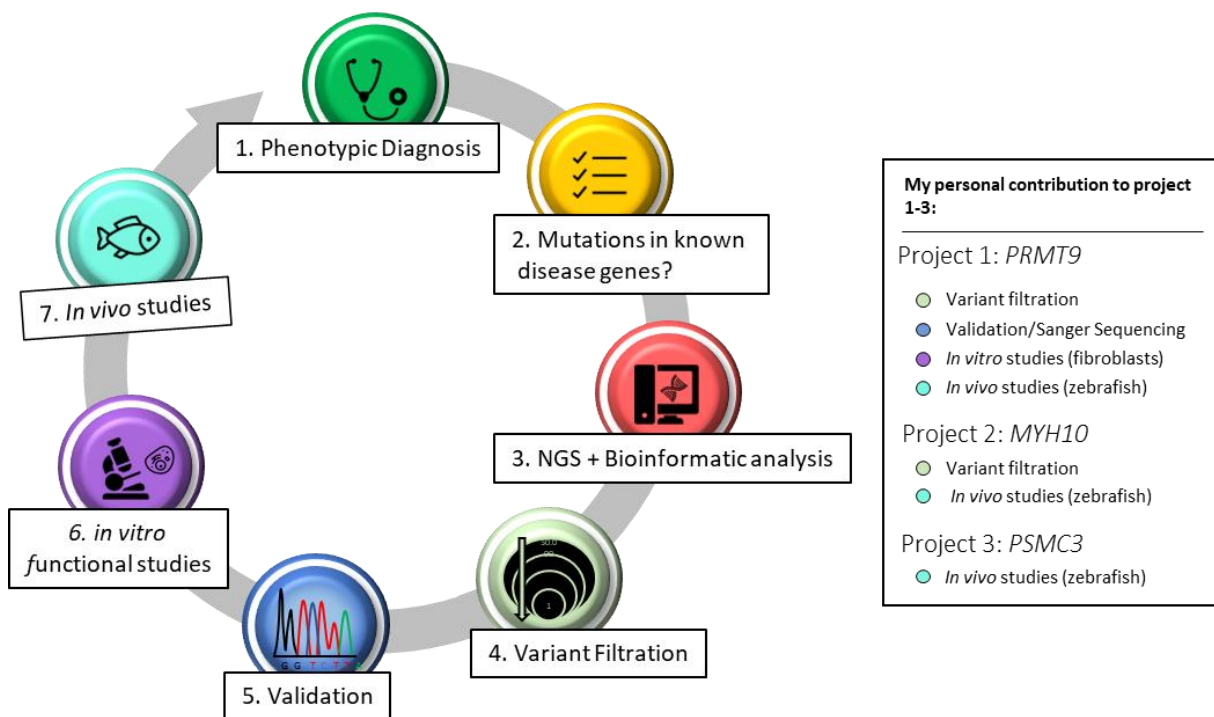 1. Phenotypic Diagnosis
2. Mutations in known
disease genes?
3. NGS + Bioinformatic analysis
4. Variant Filtration
1
5. Validation
G G T C T T
6. in vitro
functional studies
7. In vivo studies
My personal contribution to project
1-3:
Project 1: PRMT9
Variant filtration
Validation/Sanger Sequencing
In vitro studies (fibroblasts)
In vivo studies (zebrafish)
Project 2: MYH10
Variant filtration
In vivo studies (zebrafish)
Project 3: PSMC3
In vivo studies (zebrafish)